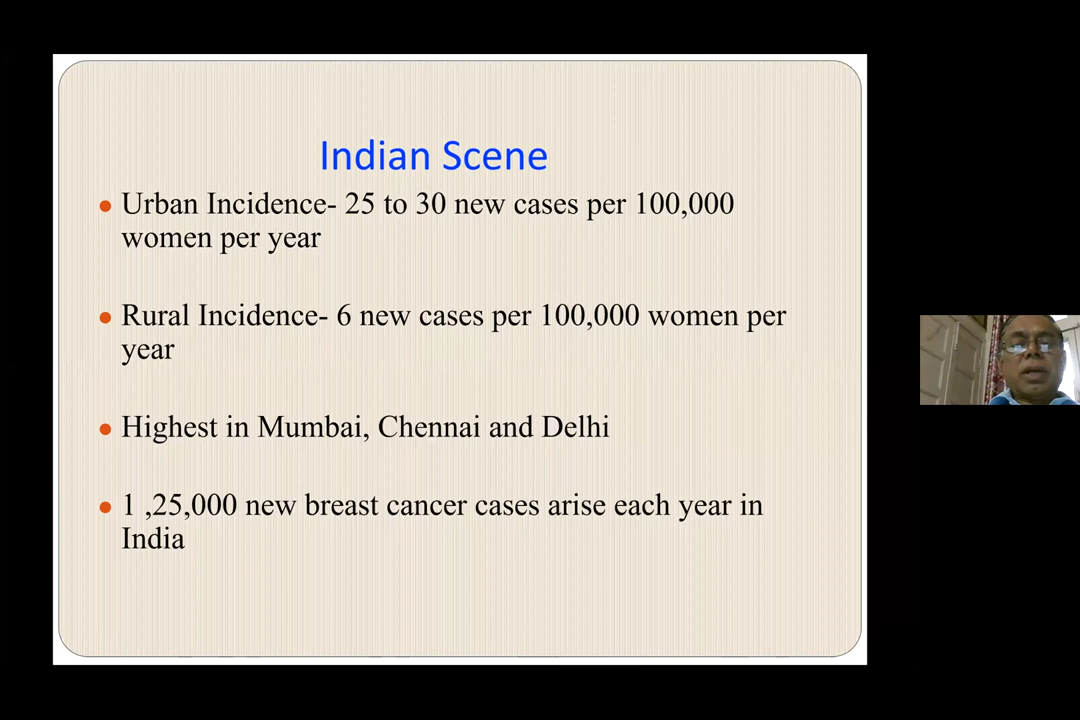 Indian Scene
● Urban Incidence- 25 to 30 new cases per 100,000
women per year
● Rural Incidence- 6 new cases per 100,000 women per
year
● Highest in Mumbai, Chennai and Delhi
● 1 ,25,000 new breast cancer cases arise each year in
India